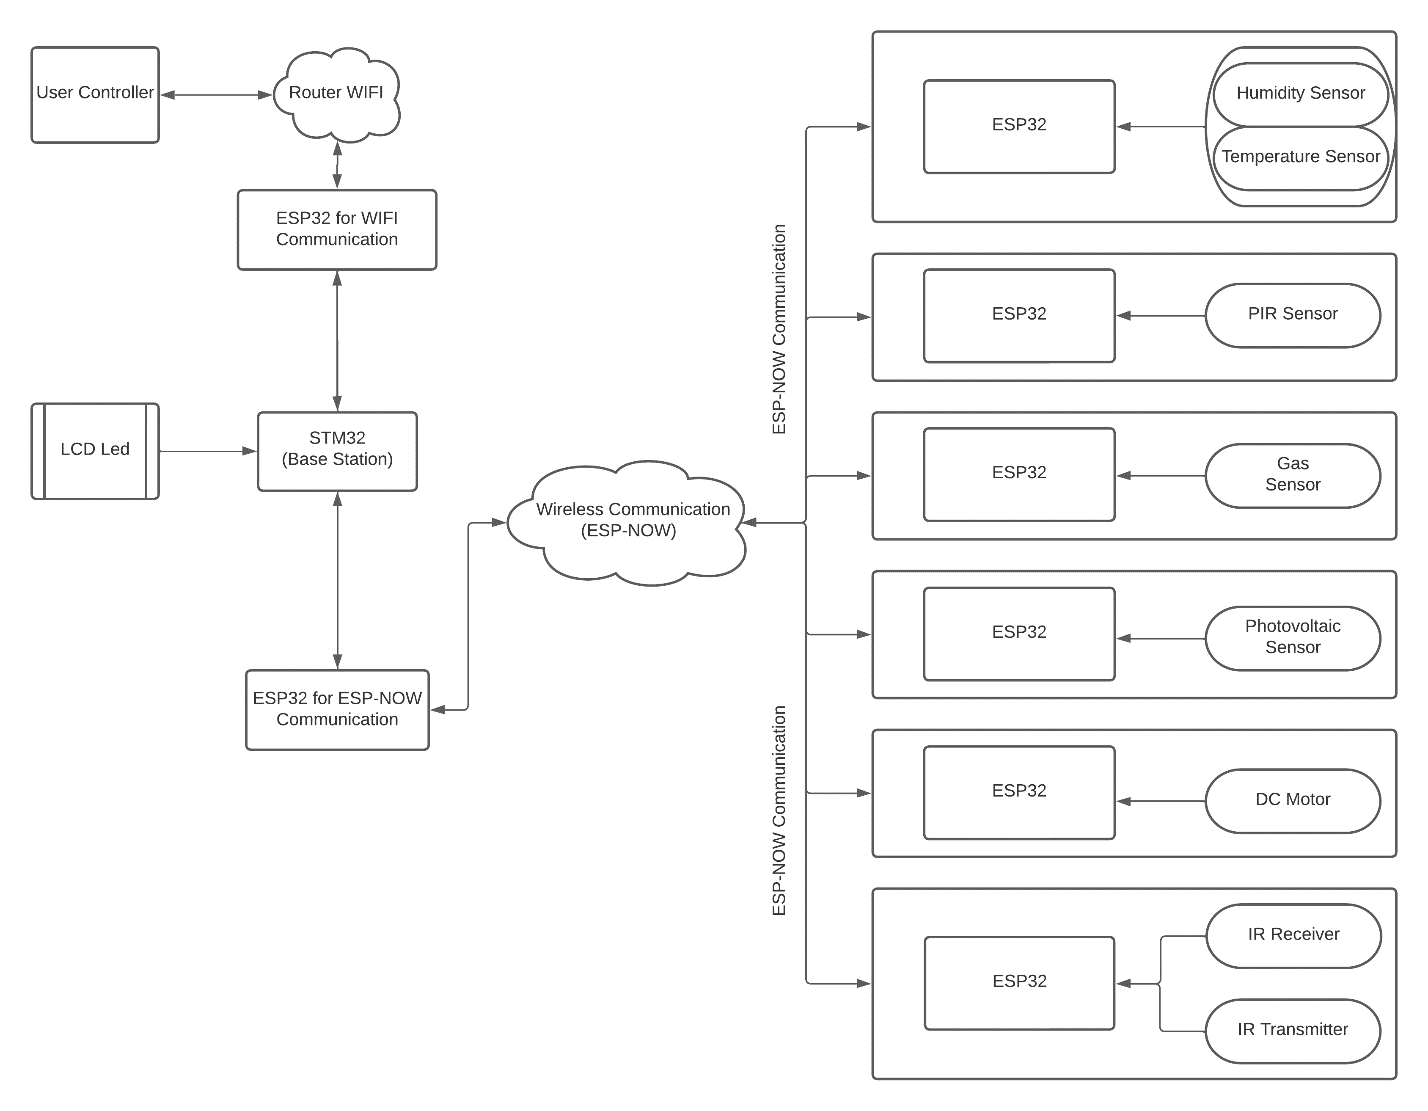 User Controller
Router WIFI
ESP32 for WIFI
Communication
LCD Led
STM32
(Base Station)
ESP32 for ESP-NOW
Communication
Wireless Communication
(ESP-NOW)
ESP-NOW Communication
ESP-NOW Communication
ESP32
Humidity Sensor
Temperature Sensor
ESP32
PIR Sensor
ESP32
Gas
Sensor
ESP32
Photovoltaic
Sensor
ESP32
DC Motor
ESP32
IR Receiver
IR Transmitter